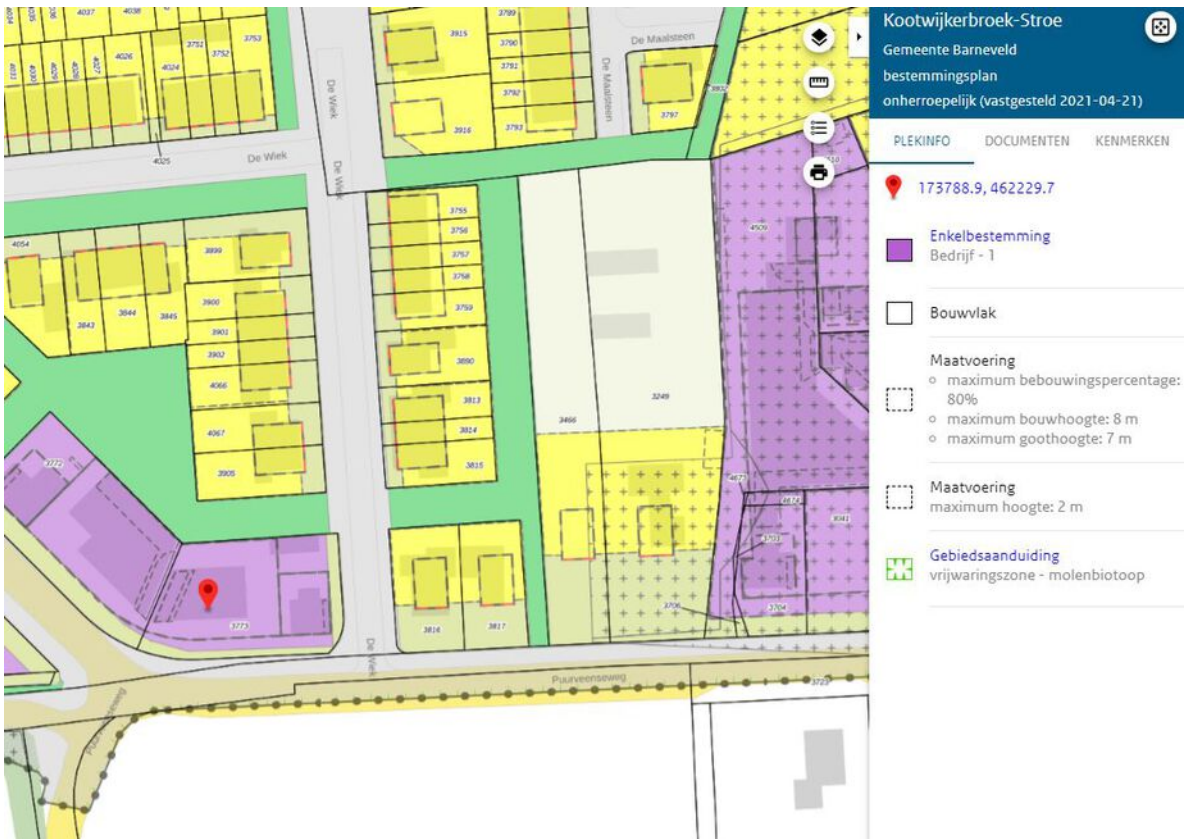 Kootwijkerbroek-Stroe
Gemeente Barneveld
bestemmingsplan
onherroepelijk (vastgesteld 2021-04-21)
PLEKINFO DOCUMENTEN KENMERKEN
173788.9, 462229.7
Enkelbestemming
Bedrijf - 1
Bouwvlak
Maatvoering
maximum bebouwingspercentage:
80%
maximum bouwhoogte: 8 m
maximum goothoogte: 7 m
Maatvoering
maximum hoogte: 2 m
Gebiedsaanduiding
vrijwaringszone - molenbiotoop
4026
4024
3751
3752
3753
4025
De Wiek
De Wiek
De Wiek
De Wiek
3915
3799
3790
3791
3792
3793
3916
De Maalsteen
De Maalsteen
3797
3802
4054
3899
3843
3844
3845
3900
3901
3902
4066
4067
3905
3755
3756
3757
3758
3759
3890
3813
3814
3815
3816
3817
3466
3249
4509
4673
4674
3041
3703
3704
3706
3772
3773
Puurveenseweg
Puurveenseweg
3723